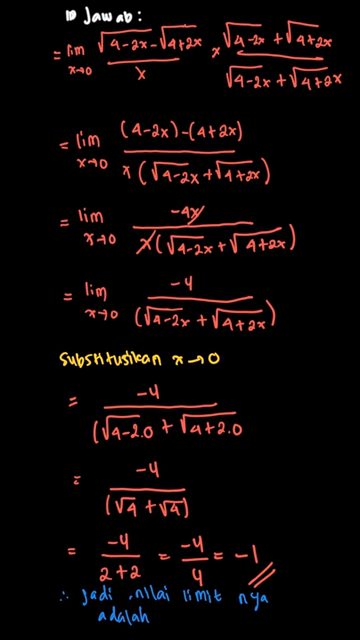 Jawab:
= lim x→0 (√4-2x - √4+2x)/x × (√4-2x + √4+2x)/(√4-2x + √4+2x)
= lim x→0 ((4-2x)-(4+2x))/(x(√4-2x + √4+2x))
= lim x→0 (-4x)/(x(√4-2x + √4+2x))
= lim x→0 (-4)/((√4-2x + √4+2x))
Substitusikan x→0
= (-4)/((√4-2.0 + √4+2.0
= (-4)/((√4 + √4))
= (-4)/(2+2) = (-4)/4 = -1 //
∴ Jadi, nilai limit nya
adalah